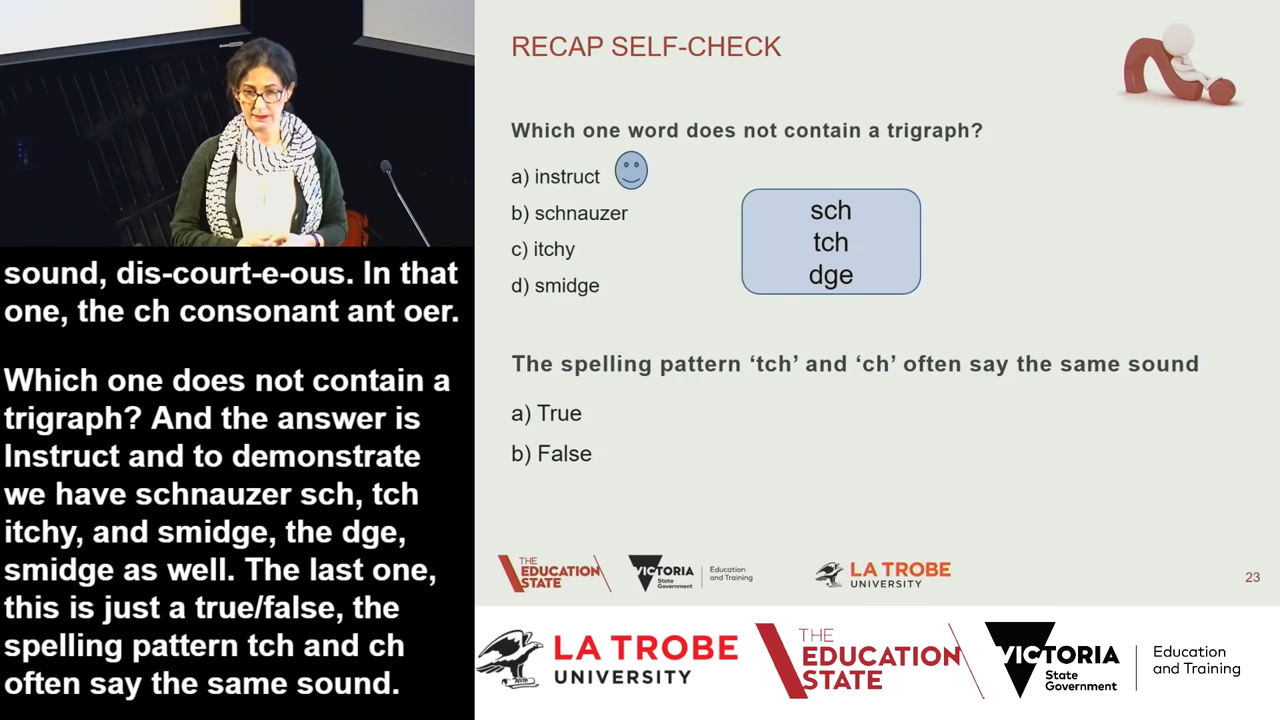 sound, dis-court-e-ous. In that
one, the ch consonant ant oer.
Which one does not contain a
trigraph? And the answer is
Instruct and to demonstrate
we have schnauzer sch, tch
itchy, and smidge, the dge,
smidge as well. The last one,
this is just a true/false, the
spelling pattern tch and ch
often say the same sound.
RECAP SELF-CHECK
Which one word does not contain a trigraph?
a) instruct
b) schnauzer
c) itchy
d) smidge
sch
tch
dge
The spelling pattern ‘tch’ and ‘ch’ often say the same sound
a) True
b) False
THE
EDUCATION
STATE
VICTORIA
State
Government
Education
and Training
LA TROBE
UNIVERSITY
23
LA TROBE
UNIVERSITY
THE
EDUCATION
STATE
VICTORIA
State
Government
Education
and Training